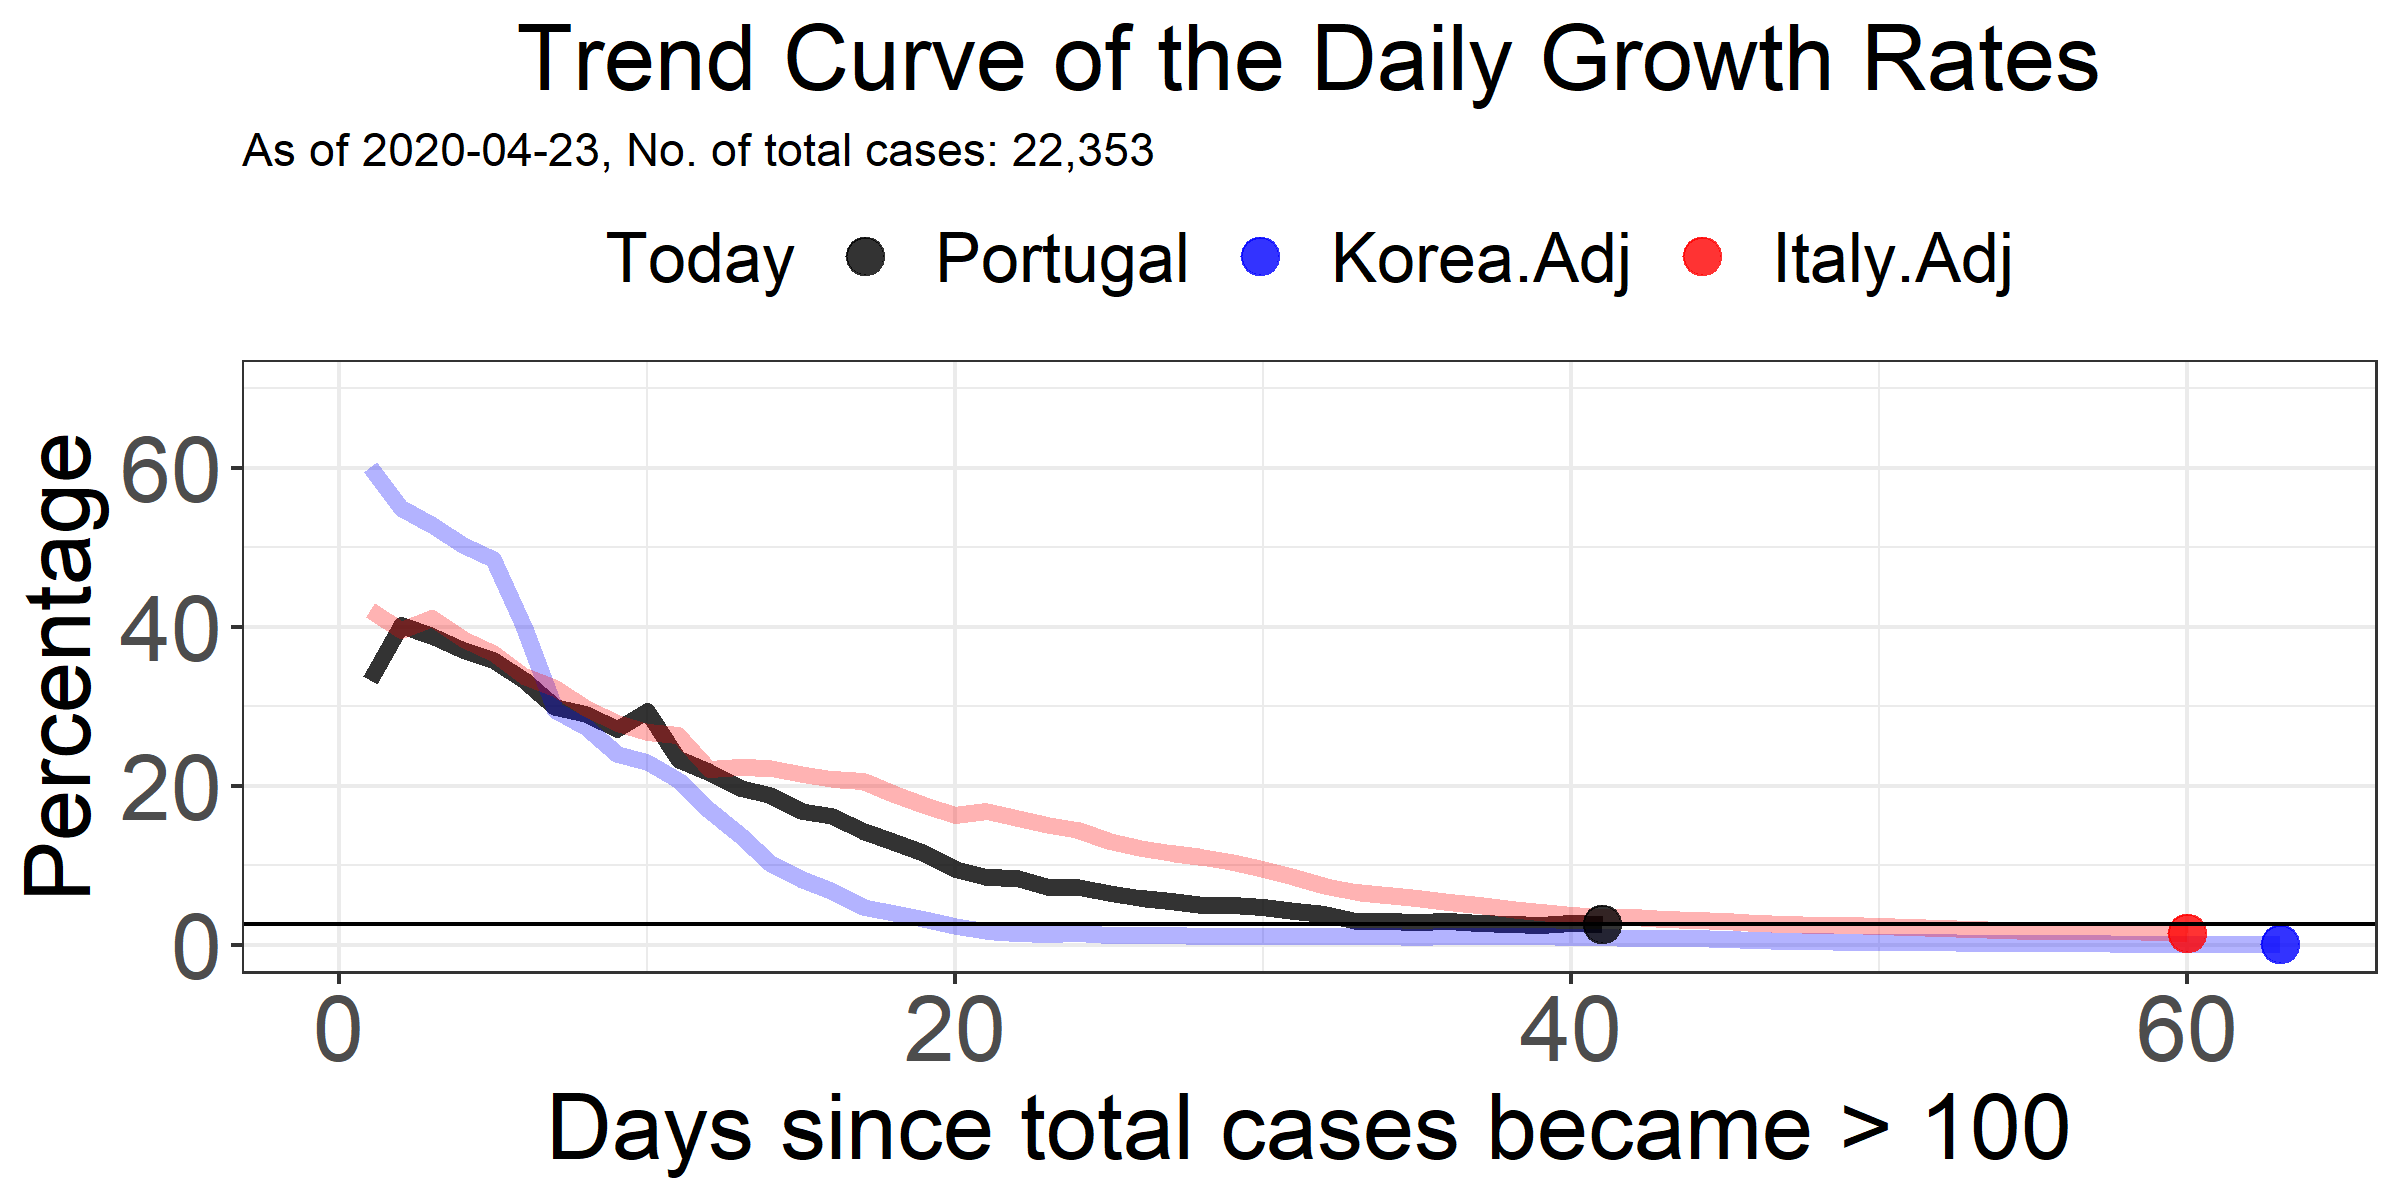 Trend Curve of the Daily Growth Rates
As of 2020-04-23, No. of total cases: 22,353
Today Portugal Korea.Adj Italy.Adj
Percentage
60
40
20
0
0 20 40 60
Days since total cases became > 100